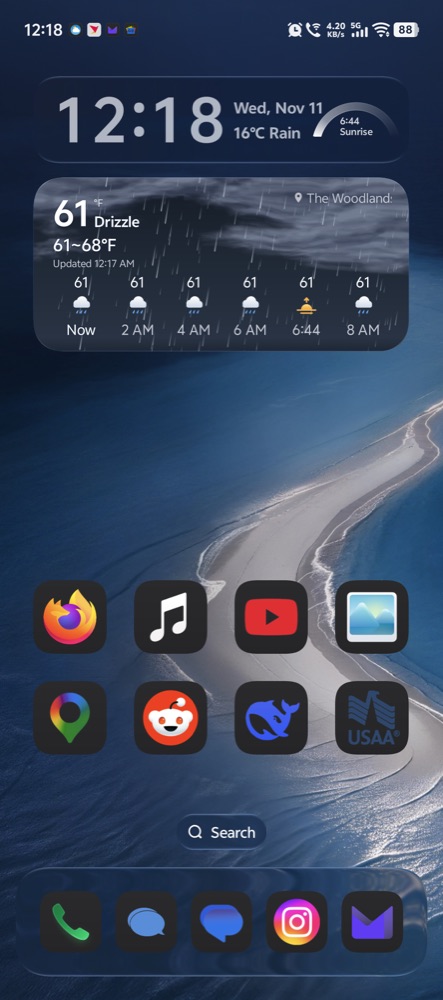 12:18
4.20
KB/s
5G
88
12:18
Wed, Nov 11
16°C Rain
6:44
Sunrise
61 °F Drizzle
61~68°F
Updated 12:17 AM
The Woodland:
61 61 61 61 61 61
Now 2 AM 4 AM 6 AM 6:44 8 AM
USAA®
Search